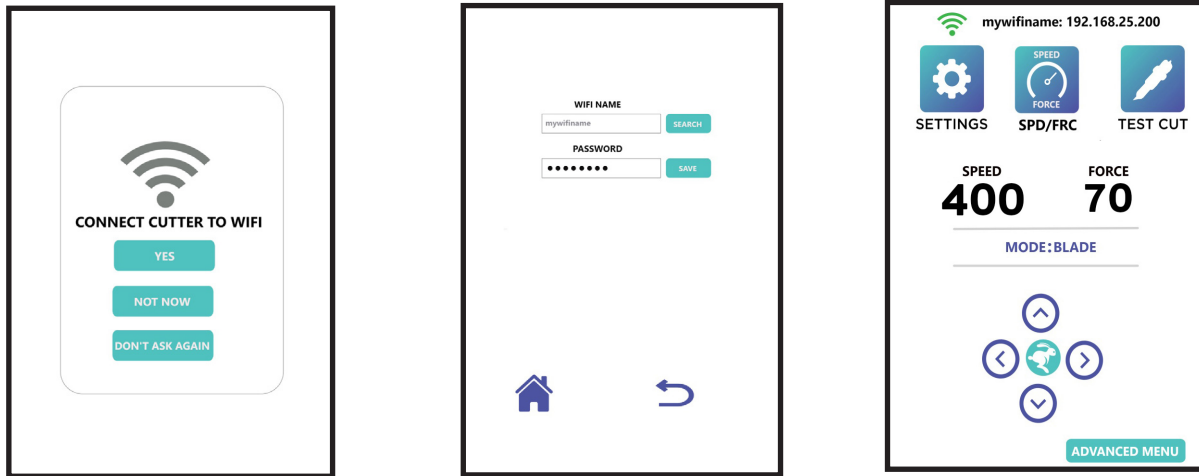 CONNECT CUTTER TO WIFI
YES
NOT NOW
DON'T ASK AGAIN
WIFI NAME
mywifiname
SEARCH
PASSWORD
••••••••
SAVE
mywifiname: 192.168.25.200
SPEED
FORCE
SETTINGS
SPD/FRC
TEST CUT
SPEED
FORCE
400
70
MODE:BLADE
ADVANCED MENU